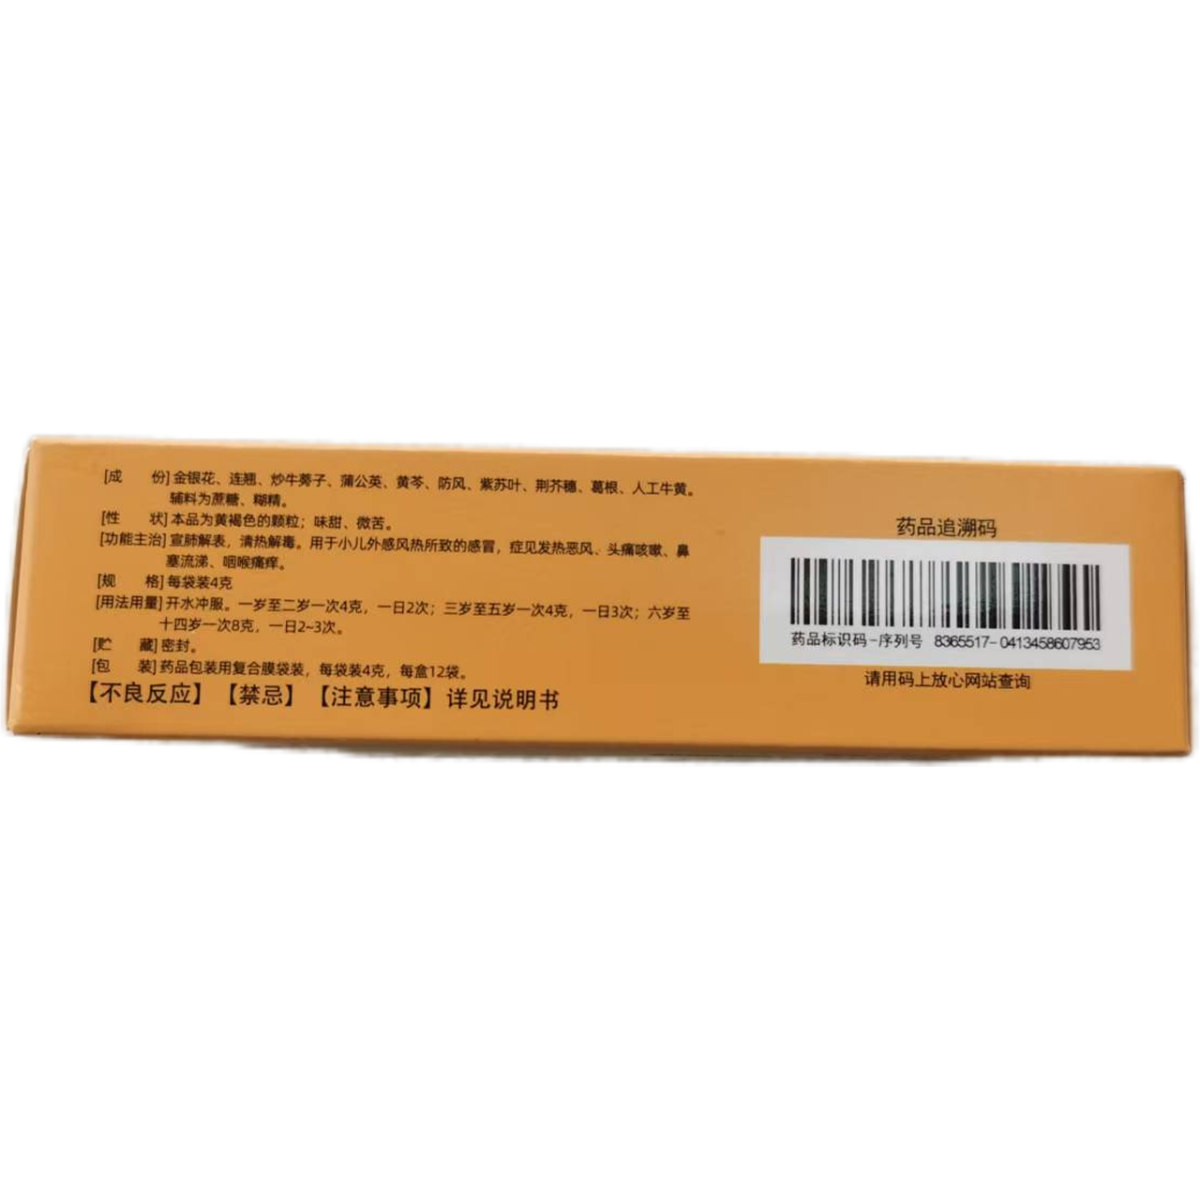 [成 份]金银花、连翘、炒牛蒡子、蒲公英、黄芩、防风、紫苏叶、荆芥穗、葛根、人工牛黄。
辅料为蔗糖、糊精。
[性 状]本品为黄褐色的颗粒；味甜、微苦。
[功能主治]宣肺解表，清热解毒。用于小儿外感风热所致的感冒，症见发热恶风、头痛咳嗽、鼻
塞流涕、咽喉痛痒。
[规 格]每袋装4克
[用法用量]开水冲服。一岁至二岁一次4克，一日2次；三岁至五岁一次4克，一日3次；六岁至
十四岁一次8克，一日2~3次。
[贮 藏]密封。
[包 装]药品包装用复合膜袋装，每袋装4克，每盒12袋。
【不良反应】【禁忌】【注意事项】详见说明书
药品追溯码
药品标识码-序列号 8365517-0413458607953
请用码上放心网站查询